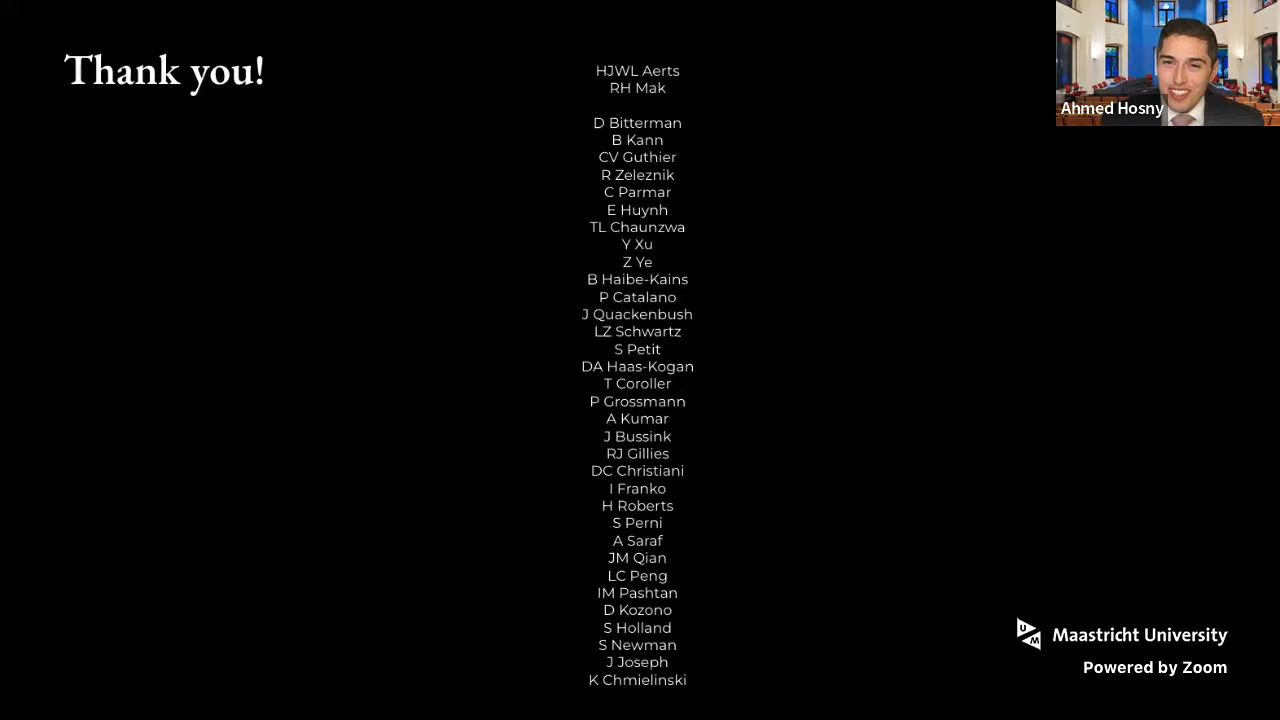 Thank you!
HJWL Aerts
RH Mak
D Bitterman
B Kann
CV Guthier
R Zeleznik
C Parmar
E Huynh
TL Chaunzwa
Y Xu
Z Ye
B Haibe-Kains
P Catalano
J Quackenbush
LZ Schwartz
S Petit
DA Haas-Kogan
T Coroller
P Grossmann
A Kumar
J Bussink
RJ Gillies
DC Christiani
I Franko
H Roberts
S Perni
A Saraf
JM Qian
LC Peng
IM Pashtan
D Kozono
S Holland
S Newman
J Joseph
K Chmielinski
Ahmed Hosny
UM
Maastricht University
Powered by Zoom